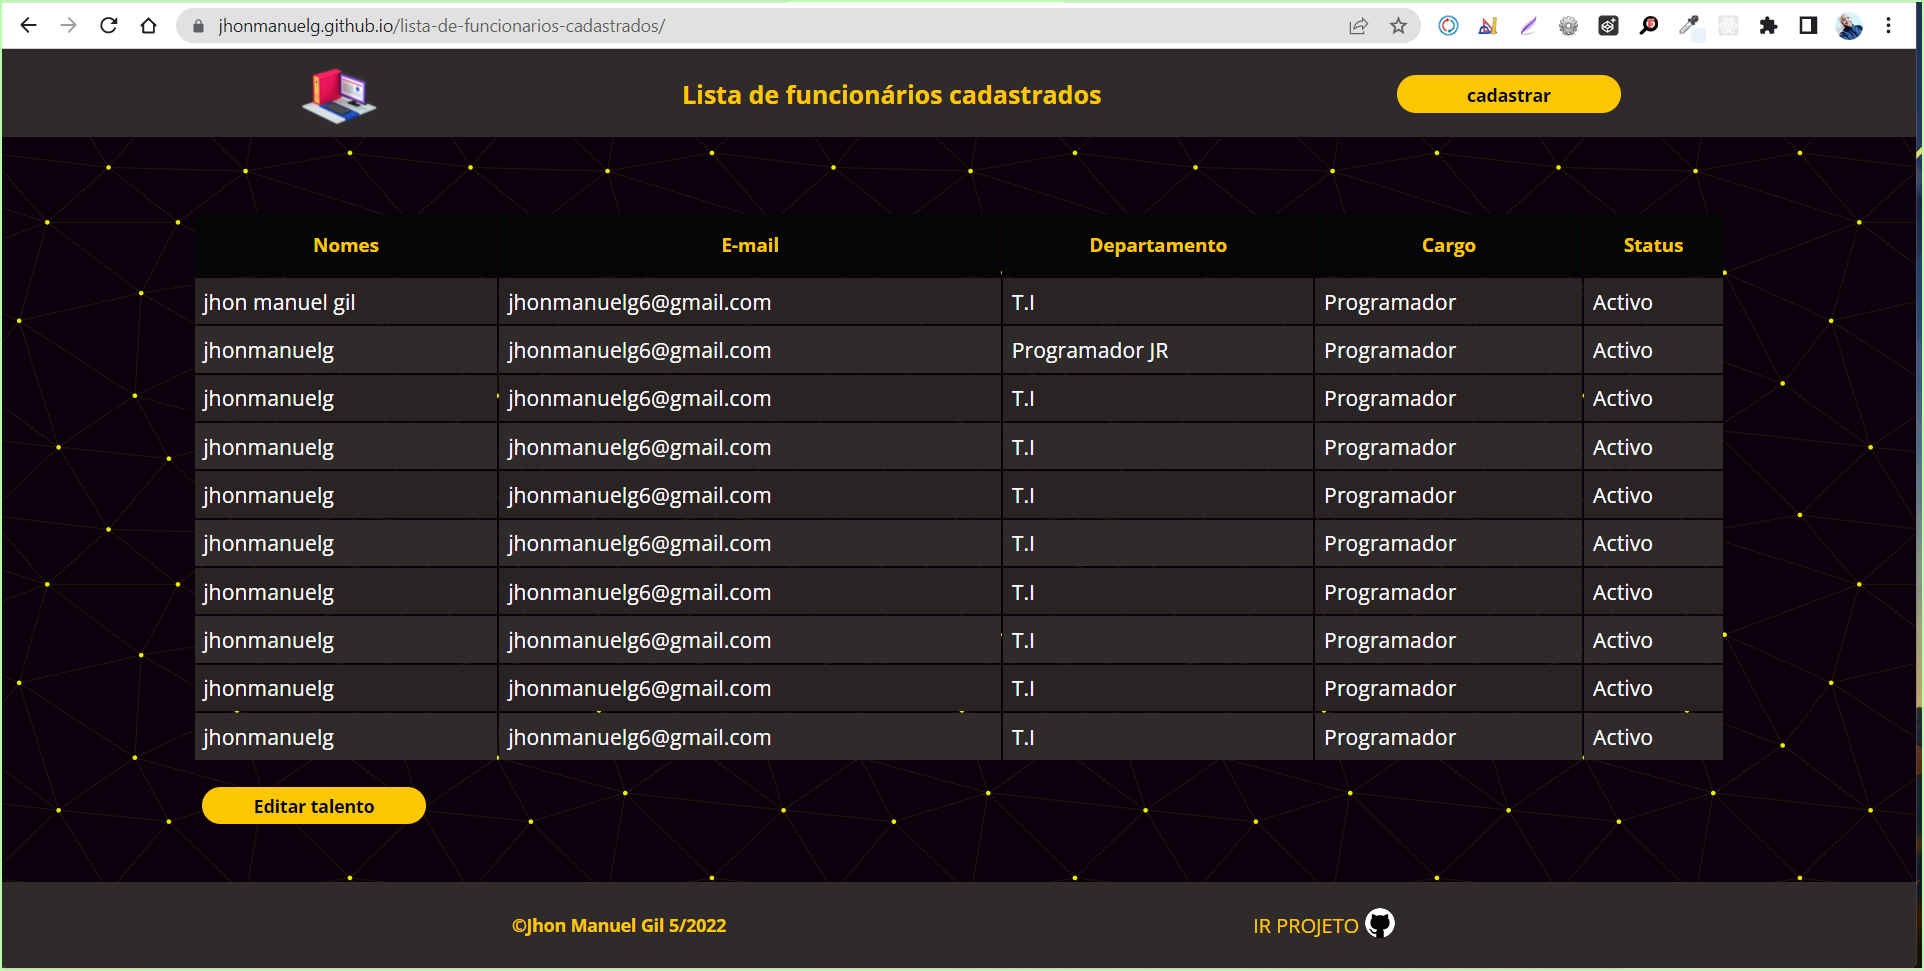 jhonmanuelg.github.io/lista-de-funcionarios-cadastrados/
Lista de funcionários cadastrados
cadastrar
Nomes E-mail Departamento Cargo Status
jhon manuel gil jhonmanuelg6@gmail.com T.I Programador Activo
jhonmanuelg jhonmanuelg6@gmail.com Programador JR Programador Activo
jhonmanuelg jhonmanuelg6@gmail.com T.I Programador Activo
jhonmanuelg jhonmanuelg6@gmail.com T.I Programador Activo
jhonmanuelg jhonmanuelg6@gmail.com T.I Programador Activo
jhonmanuelg jhonmanuelg6@gmail.com T.I Programador Activo
jhonmanuelg jhonmanuelg6@gmail.com T.I Programador Activo
jhonmanuelg jhonmanuelg6@gmail.com T.I Programador Activo
jhonmanuelg jhonmanuelg6@gmail.com T.I Programador Activo
jhonmanuelg jhonmanuelg6@gmail.com T.I Programador Activo
Editar talento
©Jhon Manuel Gil 5/2022
IR PROJETO